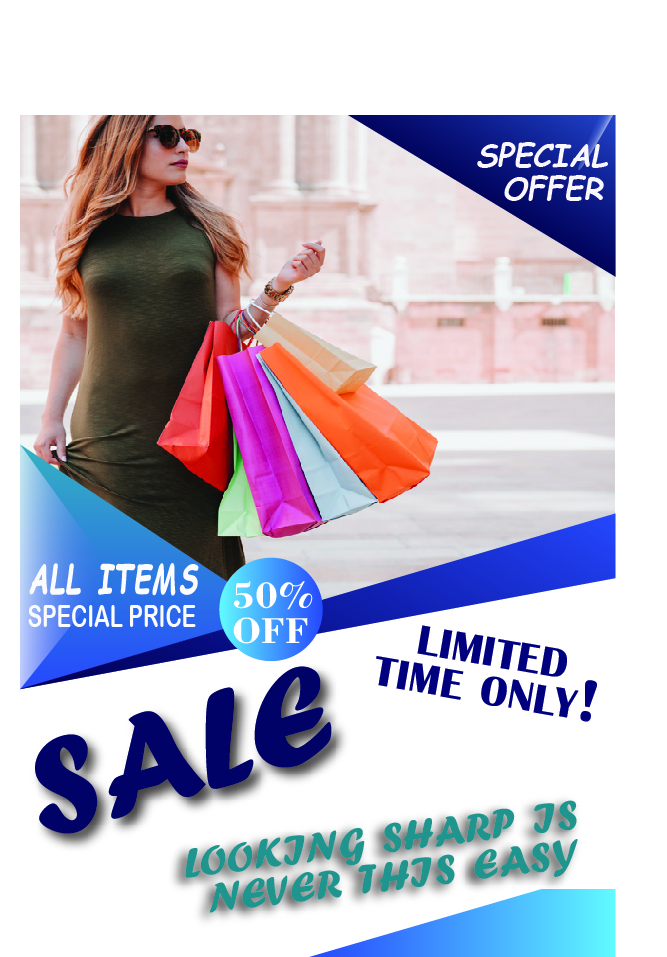 SPECIAL
OFFER
ALL ITEMS
SPECIAL PRICE
50%
OFF
LIMITED
TIME ONLY!
SALE
LOOKING SHARP IS
NEVER THIS EASY